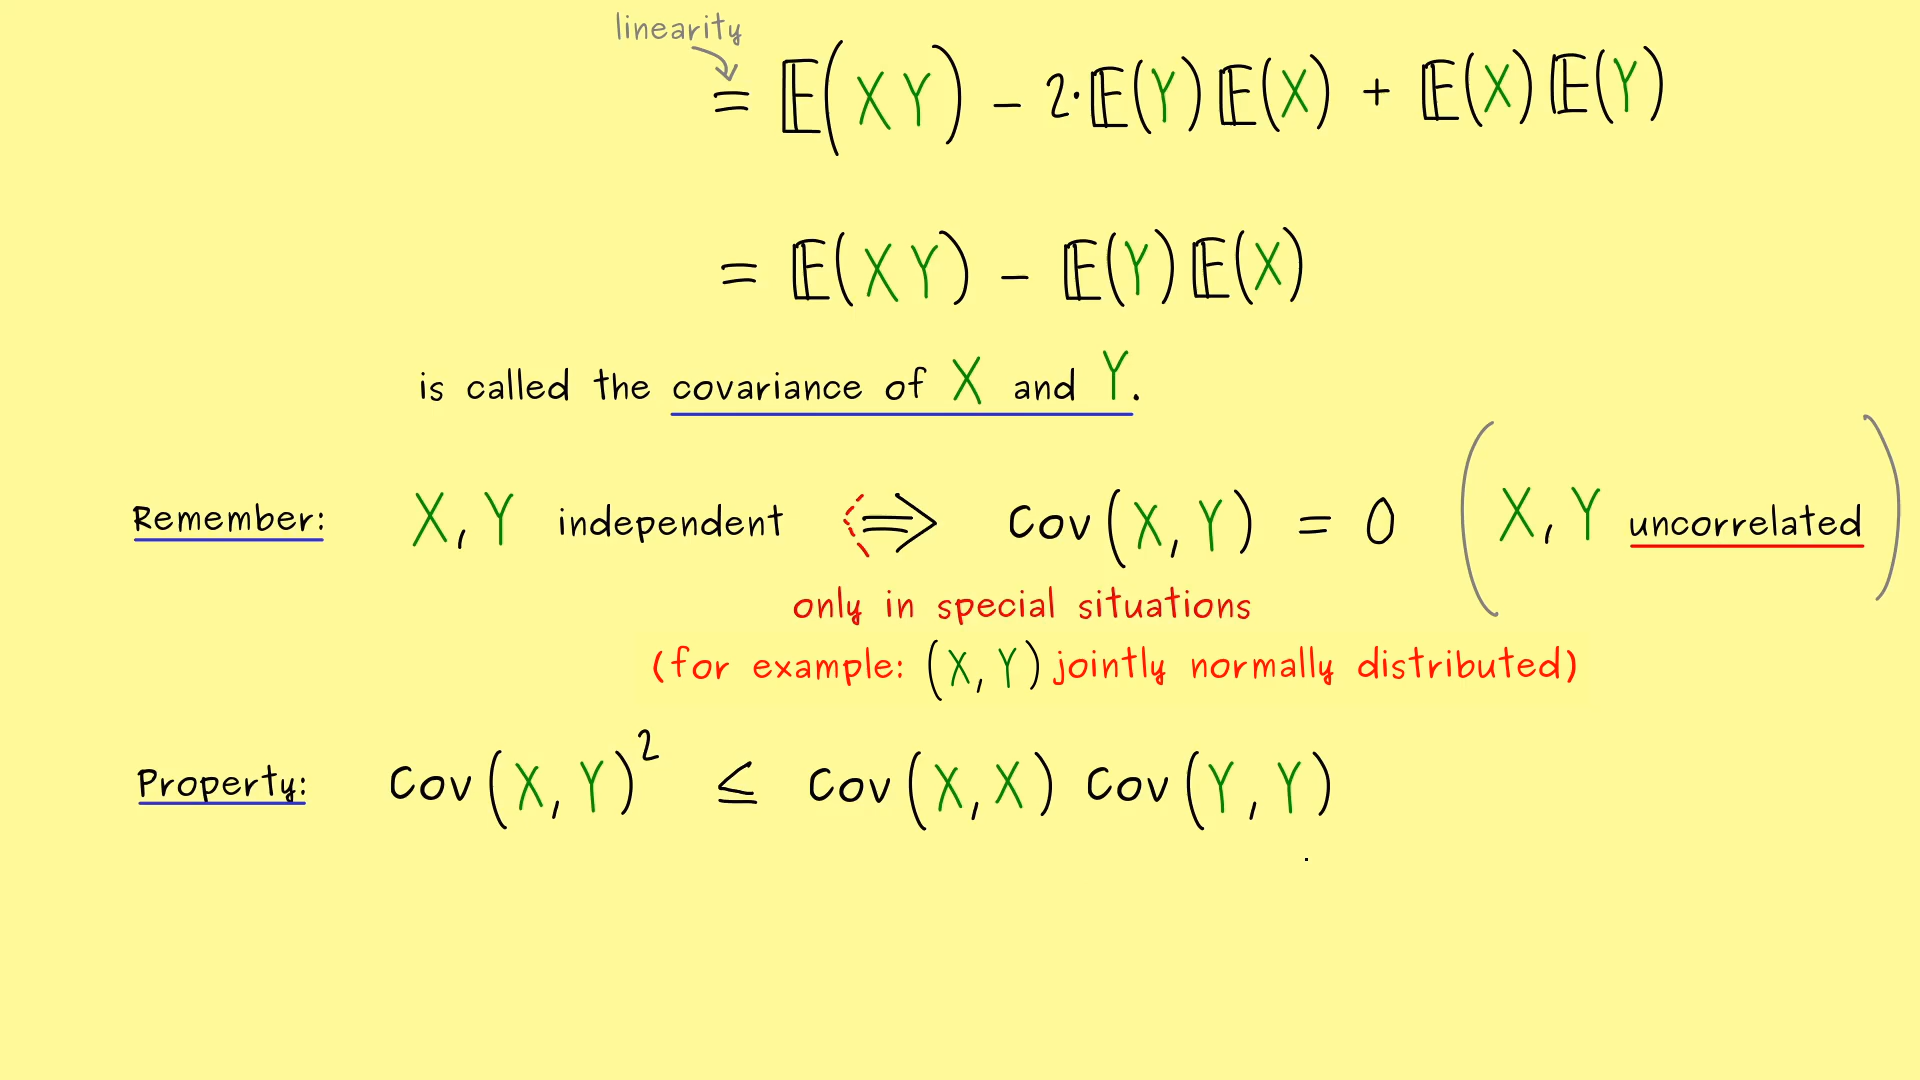 linearity
= 𝔼(XY) − 2·𝔼(Y)𝔼(X) + 𝔼(X)𝔼(Y)
= 𝔼(XY) − 𝔼(Y)𝔼(X)
is called the covariance of X and Y.
Remember: X, Y independent ⟺ Cov(X, Y) = 0 (X, Y uncorrelated)
only in special situations
(for example: (X, Y) jointly normally distributed)
Property: Cov(X, Y)² ≤ Cov(X, X) Cov(Y, Y)